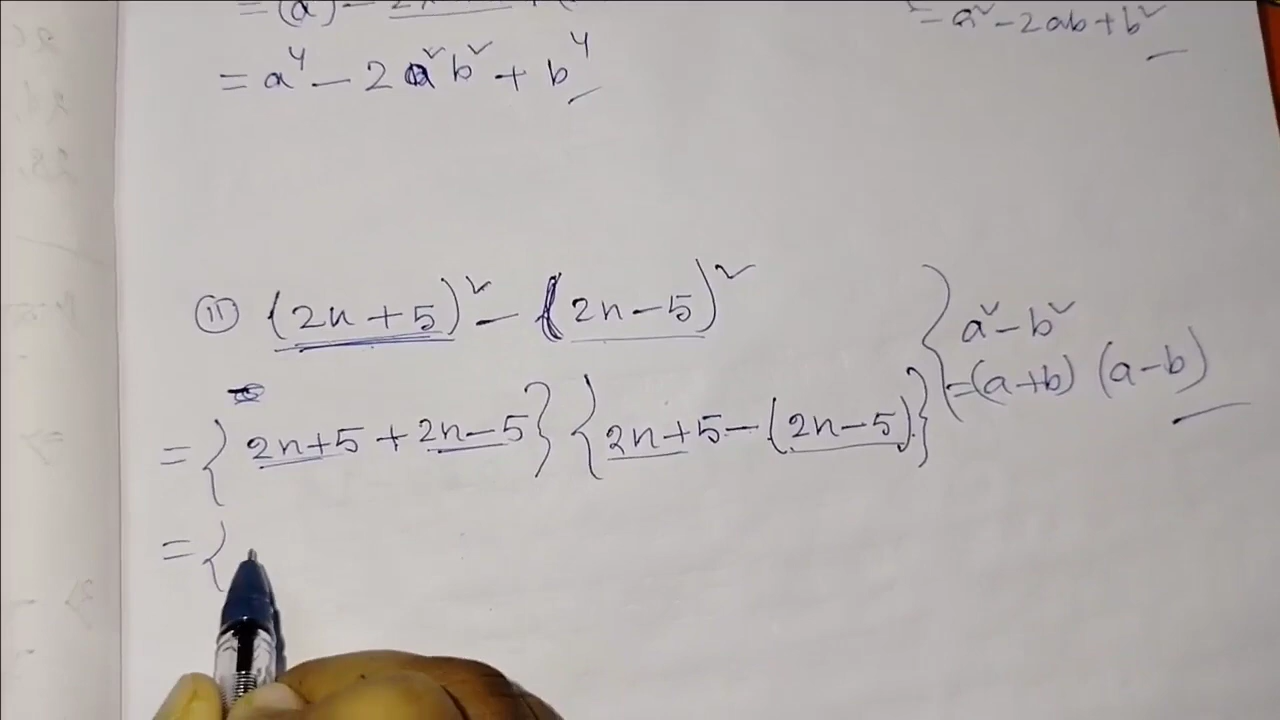 = a² - 2ab + b²
= a⁴ - 2a²b² + b⁴
(ii) (2n + 5)² - (2n - 5)²
a² - b²
= (a+b) (a-b)
= {2n+5 + 2n-5} {2n+5 - (2n-5)}
= {